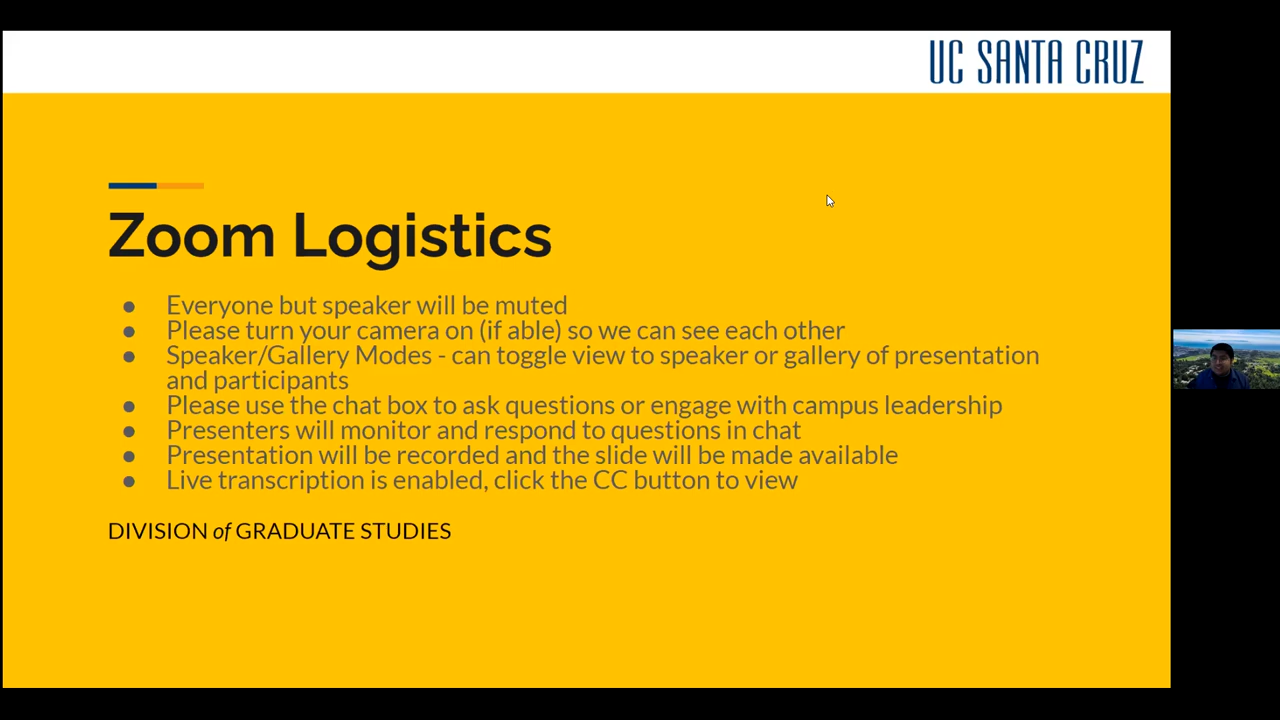 UC SANTA CRUZ
Zoom Logistics
● Everyone but speaker will be muted
● Please turn your camera on (if able) so we can see each other
● Speaker/Gallery Modes - can toggle view to speaker or gallery of presentation
and participants
● Please use the chat box to ask questions or engage with campus leadership
● Presenters will monitor and respond to questions in chat
● Presentation will be recorded and the slide will be made available
● Live transcription is enabled, click the CC button to view
DIVISION of GRADUATE STUDIES